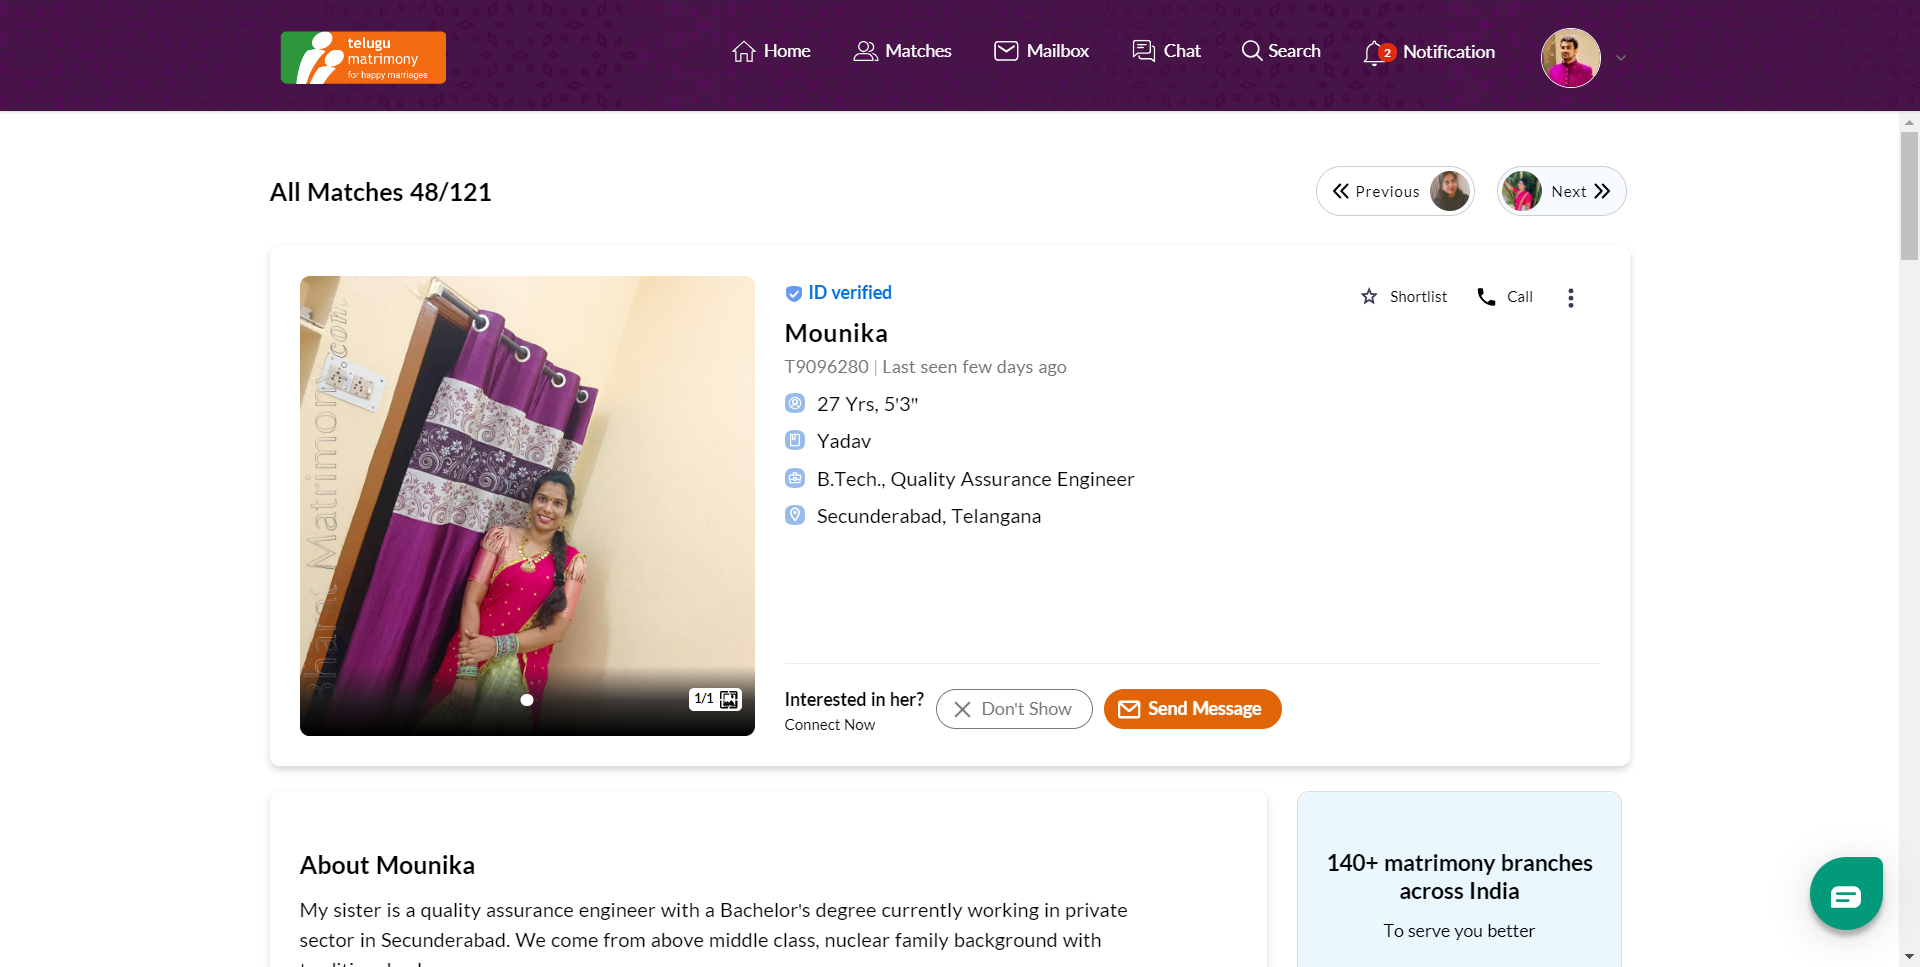 telugu
matrimony
for happy marriages
Home
Matches
Mailbox
Chat
Search
2
Notification
All Matches 48/121
Previous
Next
Bharat Matrimony.com
1/1
ID verified
Shortlist
Call
Mounika
T9096280 | Last seen few days ago
27 Yrs, 5'3"
Yadav
B.Tech., Quality Assurance Engineer
Secunderabad, Telangana
Interested in her?
Connect Now
Don't Show
Send Message
About Mounika
My sister is a quality assurance engineer with a Bachelor's degree currently working in private
sector in Secunderabad. We come from above middle class, nuclear family background with
140+ matrimony branches
across India
To serve you better